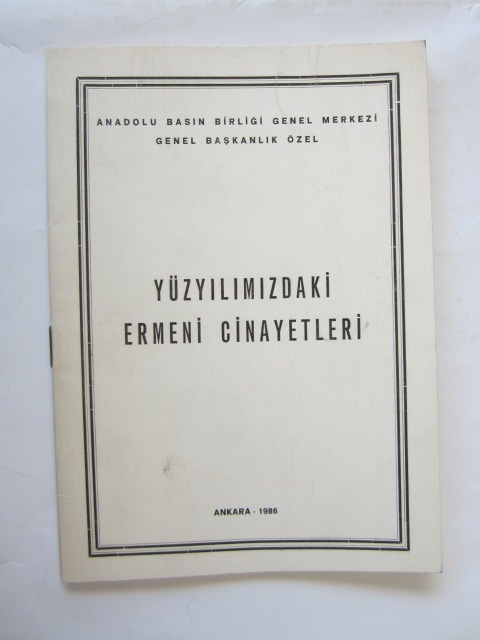 ANADOLU BASIN BİRLİĞİ GENEL MERKEZİ
GENEL BAŞKANLIK ÖZEL
YÜZYILIMIZDAKİ
ERMENİ CİNAYETLERİ
ANKARA - 1986